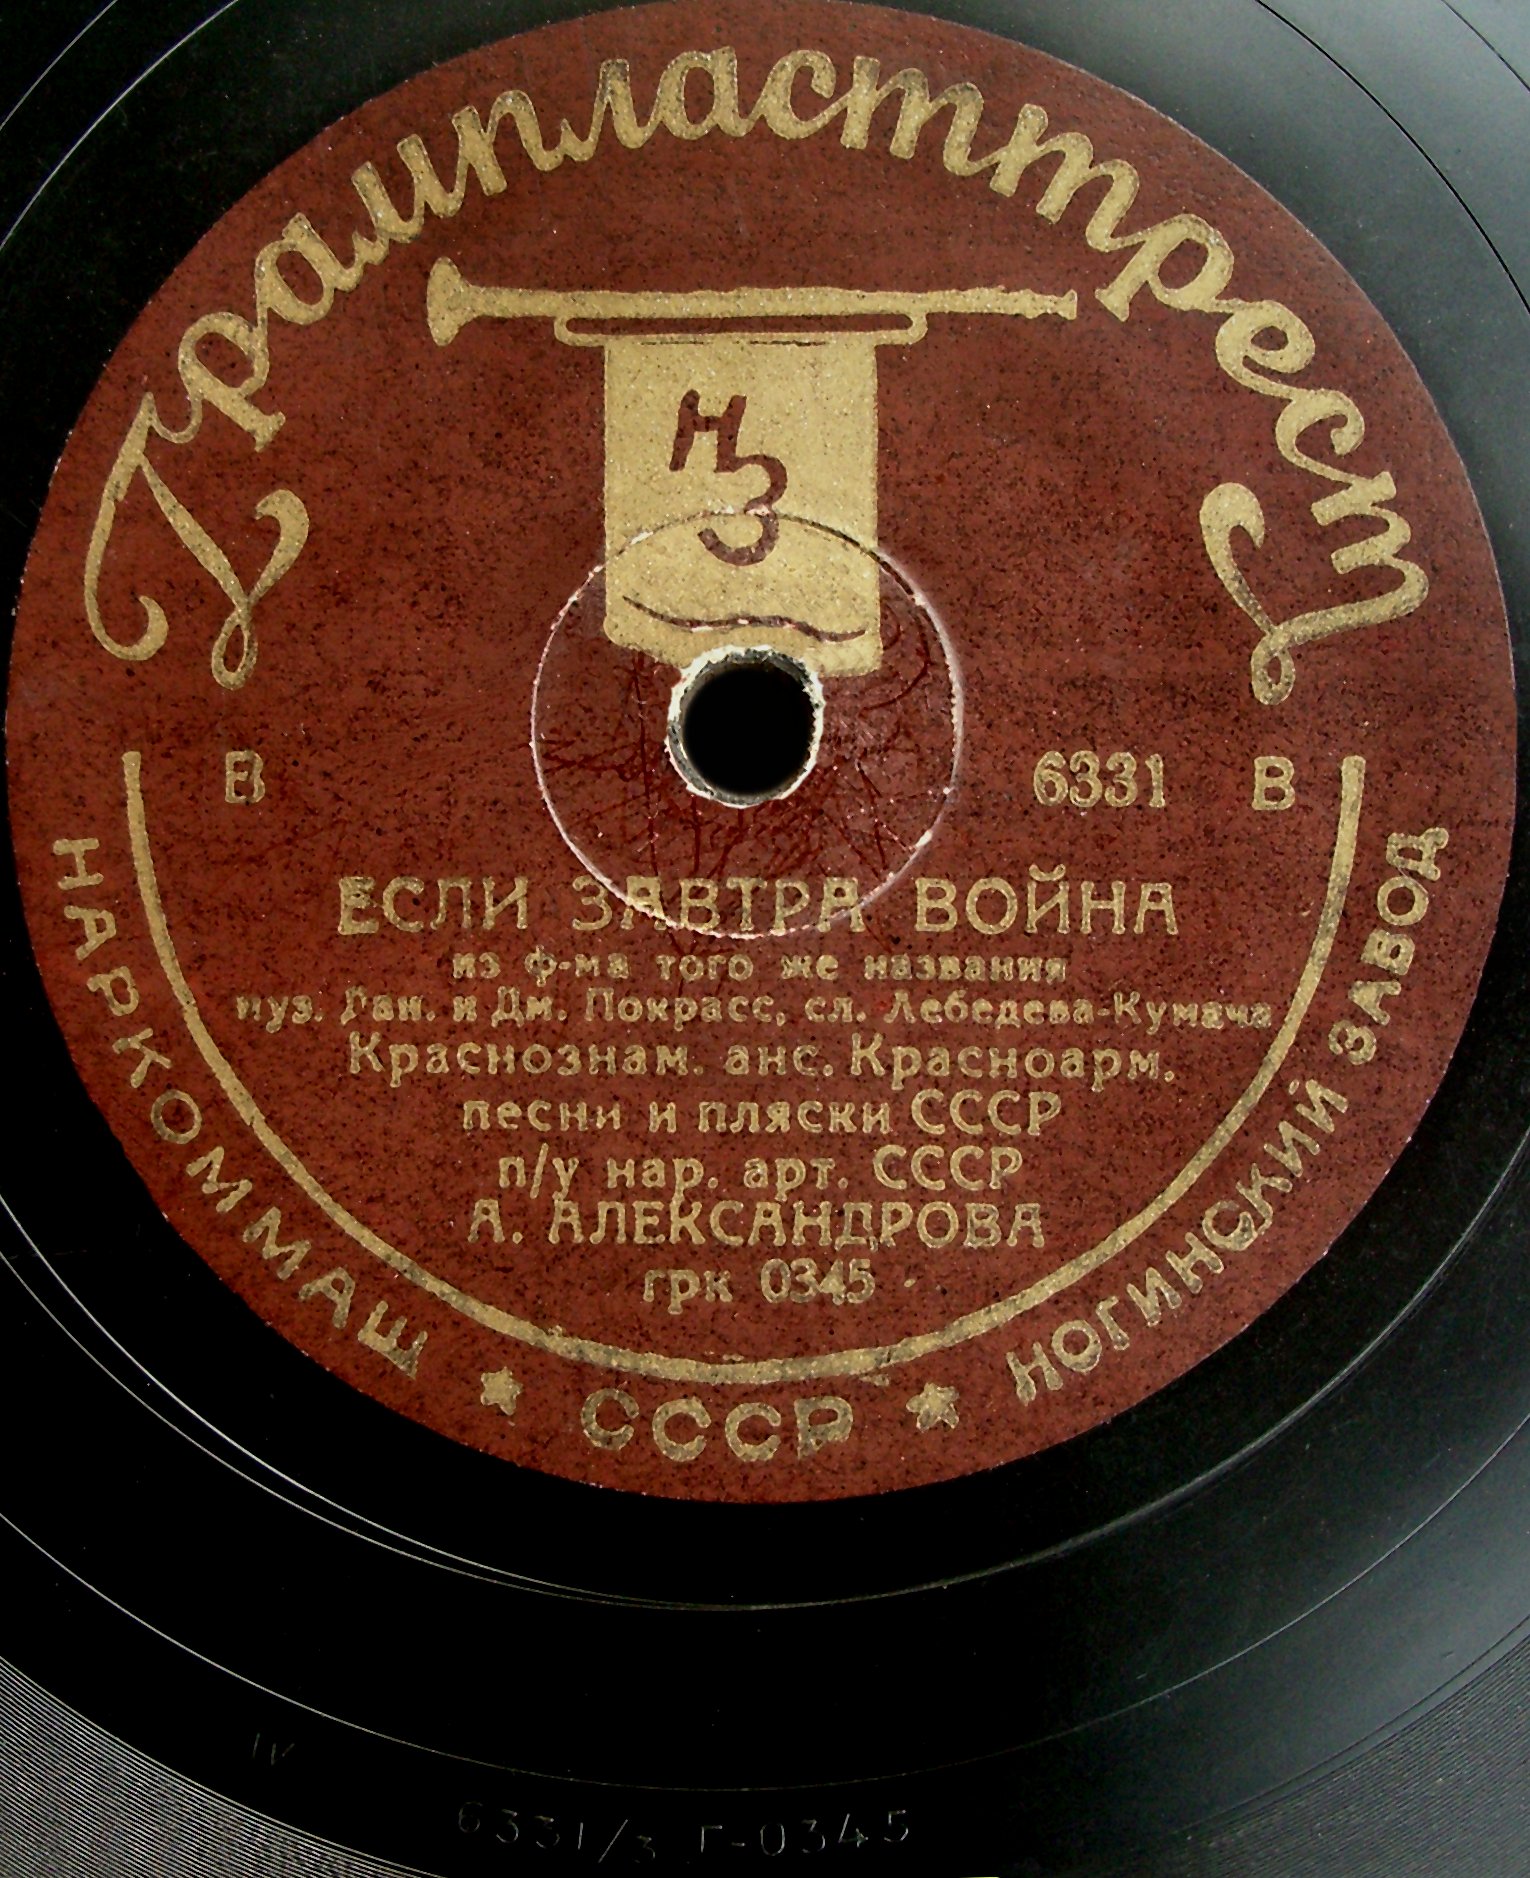 Грампласттрест
НЗ
В 6331 В
ЕСЛИ ЗАВТРА ВОЙНА
из ф-ма того же названия
муз. Дан. и Дм. Покрасс, сл. Лебедева-Кумача
Краснознам. анс. Красноарм.
песни и пляски СССР
п/у нар. арт. СССР
А. АЛЕКСАНДРОВА
грк 0345
НАРКОММАШ ★ СССР ★ НОГИНСКИЙ ЗАВОД
6331/3 Г-0345